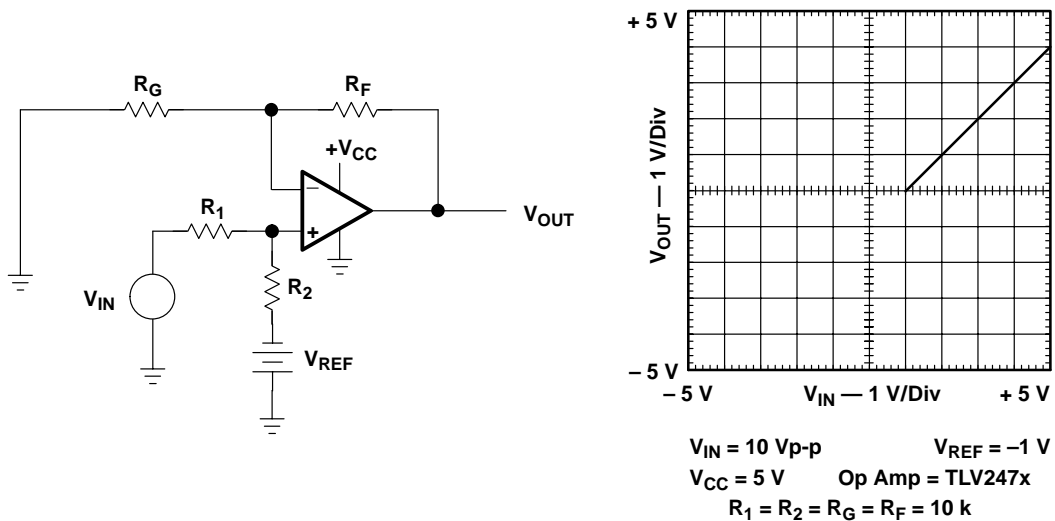 R_G
R_F
+V_CC
R_1
–
+
V_OUT
V_IN
R_2
V_REF
+ 5 V
V_OUT — 1 V/Div
– 5 V
– 5 V
V_IN — 1 V/Div
+ 5 V
V_IN = 10 Vp-p V_REF = –1 V
V_CC = 5 V Op Amp = TLV247x
R_1 = R_2 = R_G = R_F = 10 k